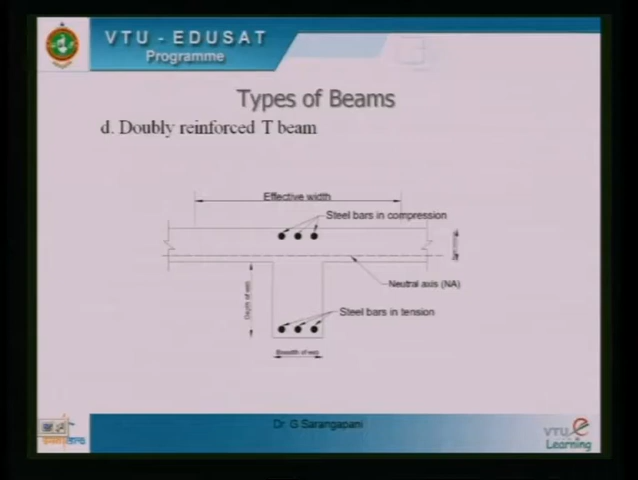 VTU - EDUSAT
Programme
Types of Beams
d. Doubly reinforced T beam
Effective width
Steel bars in compression
Neutral axis (NA)
Depth of web
Steel bars in tension
Breadth of web
Dr G Sarangapani
VTU e
Learning